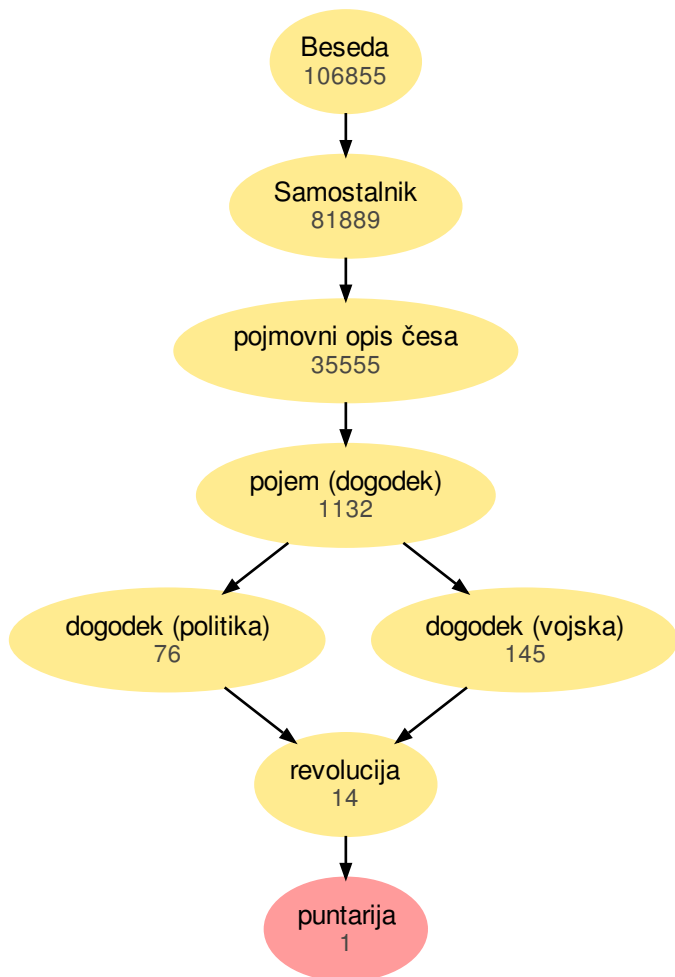 Beseda
106855
Samostalnik
81889
pojmovni opis česa
35555
pojem (dogodek)
1132
dogodek (politika)
76
dogodek (vojska)
145
revolucija
14
puntarija
1